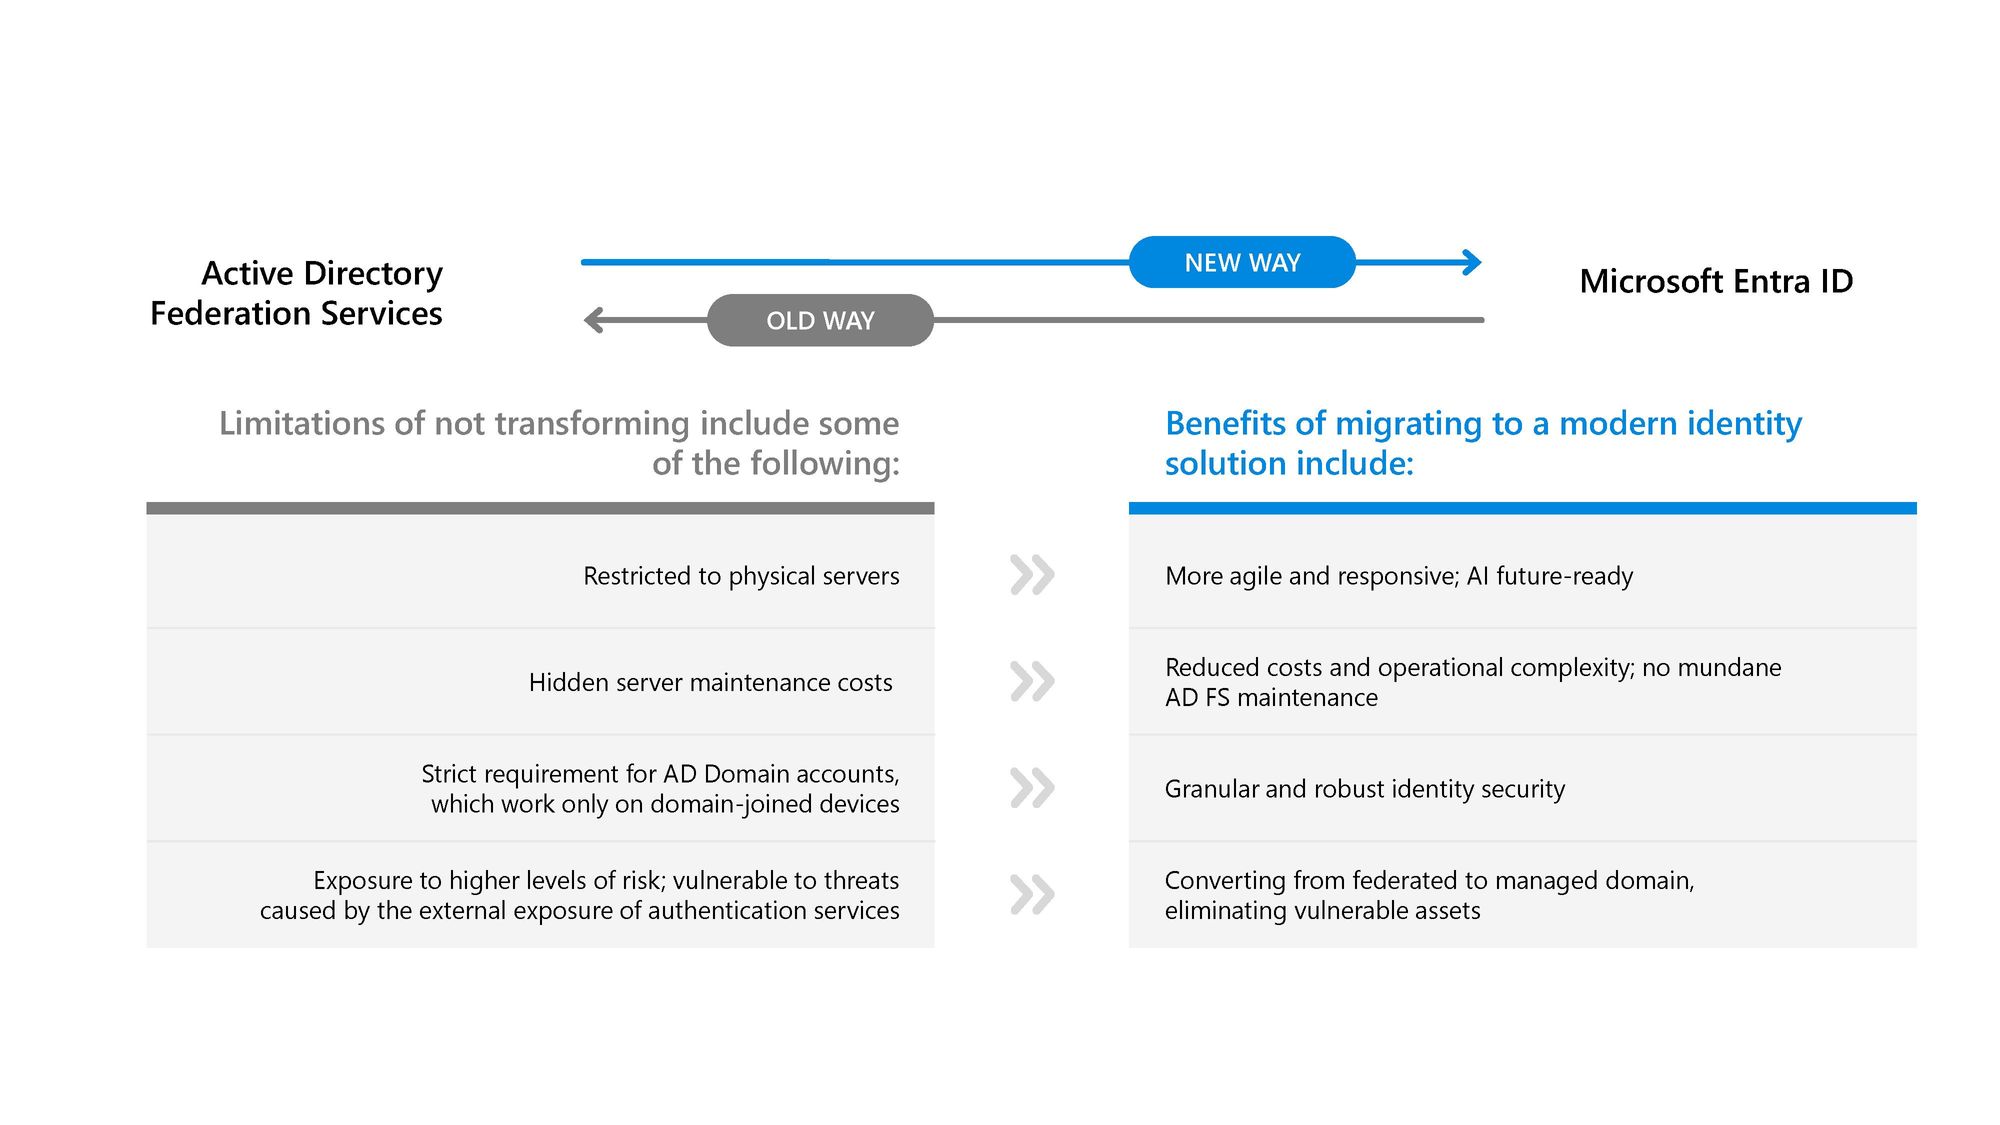 Active Directory
Federation Services
NEW WAY
OLD WAY
Microsoft Entra ID
Limitations of not transforming include some
of the following:
Benefits of migrating to a modern identity
solution include:
Restricted to physical servers
More agile and responsive; AI future-ready
Hidden server maintenance costs
Reduced costs and operational complexity; no mundane
AD FS maintenance
Strict requirement for AD Domain accounts,
which work only on domain-joined devices
Granular and robust identity security
Exposure to higher levels of risk; vulnerable to threats
caused by the external exposure of authentication services
Converting from federated to managed domain,
eliminating vulnerable assets